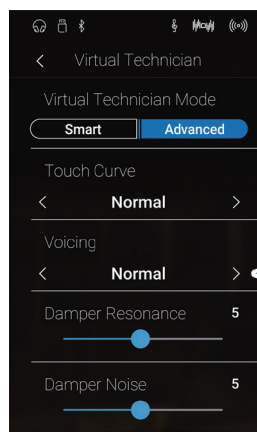 Virtual Technician
Virtual Technician Mode
Smart Advanced
Touch Curve
Normal
Voicing
Normal
Damper Resonance 5
Damper Noise 5